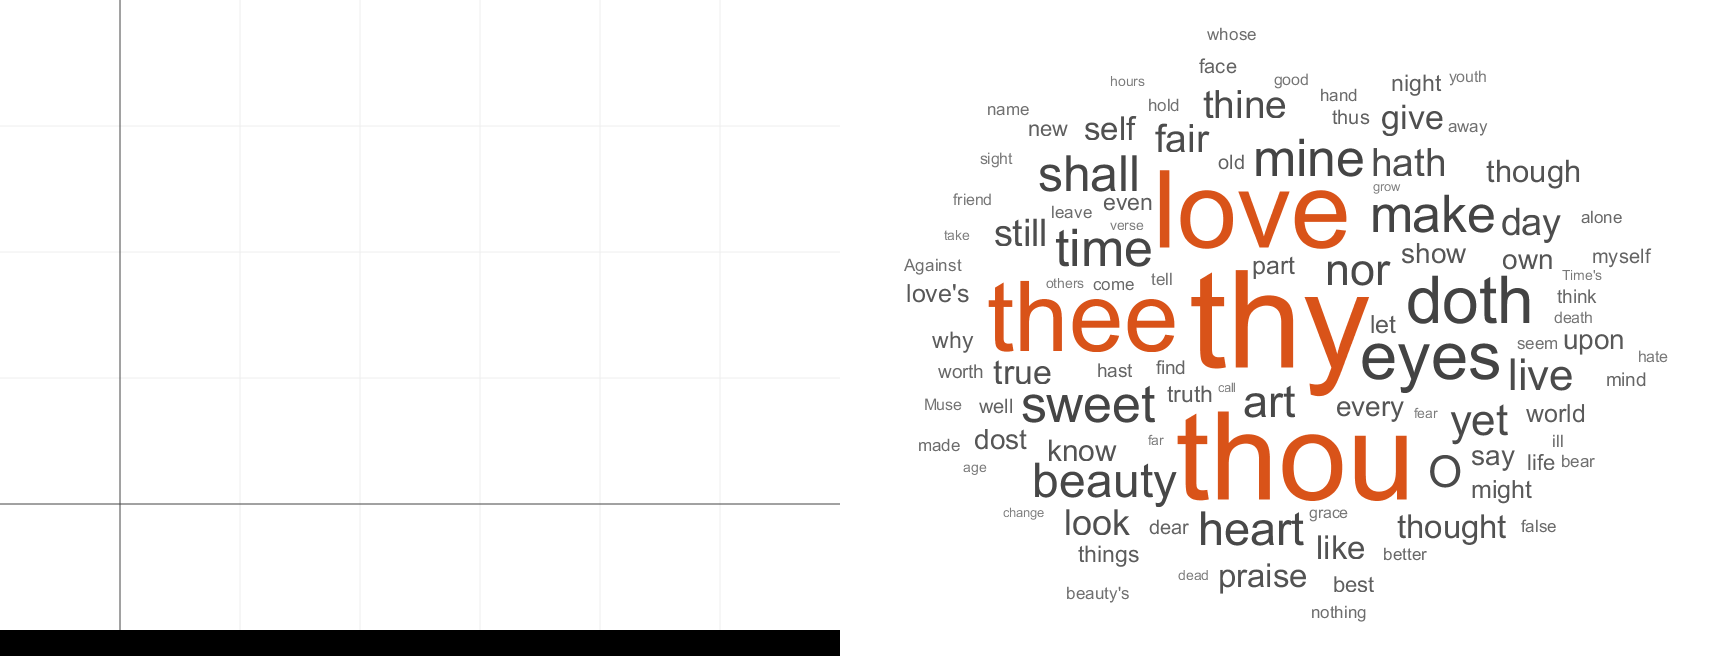 whose
face
hours good night youth
name hold thine hand
new self fair thus give away
sight shall old mine hath though
friend leave even love grow make day alone
take still time verse show own myself
Against others come tell part nor Time's
love's thee thy let doth think
why eyes death
worth true hast find seem upon hate
Muse well sweet truth call art live mind
made dost know far every fear yet world
age beauty thou O say life ill bear
might
change look dear heart grace thought false
things like better
dead praise best
beauty's nothing